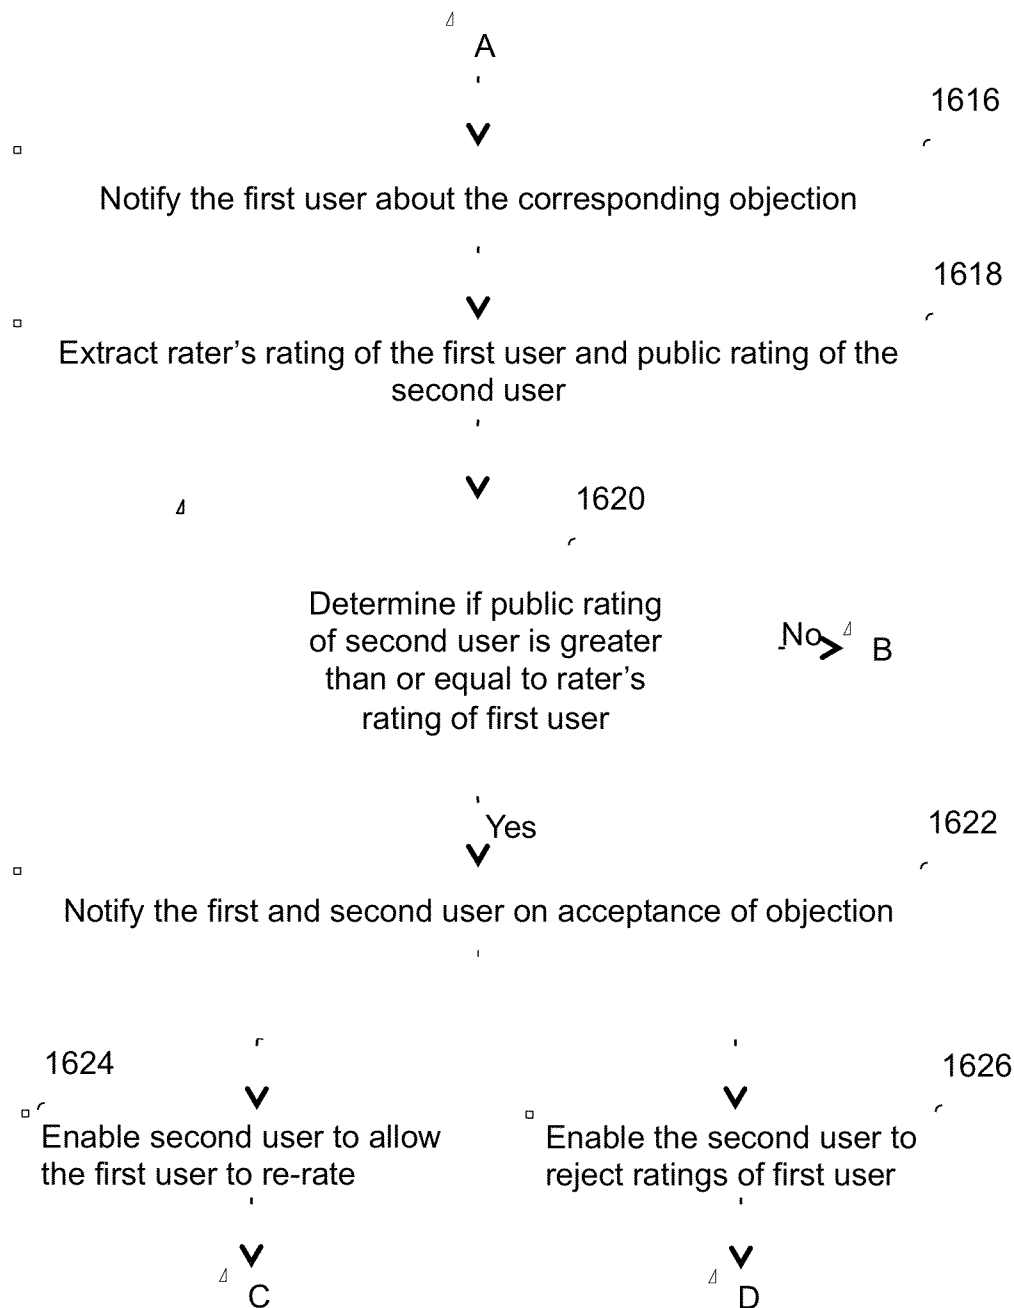 A
1616
Notify the first user about the corresponding objection
1618
Extract rater's rating of the first user and public rating of the
second user
1620
Determine if public rating
of second user is greater
than or equal to rater's
rating of first user
No
B
Yes
1622
Notify the first and second user on acceptance of objection
1624
1626
Enable second user to allow
the first user to re-rate
Enable the second user to
reject ratings of first user
C
D